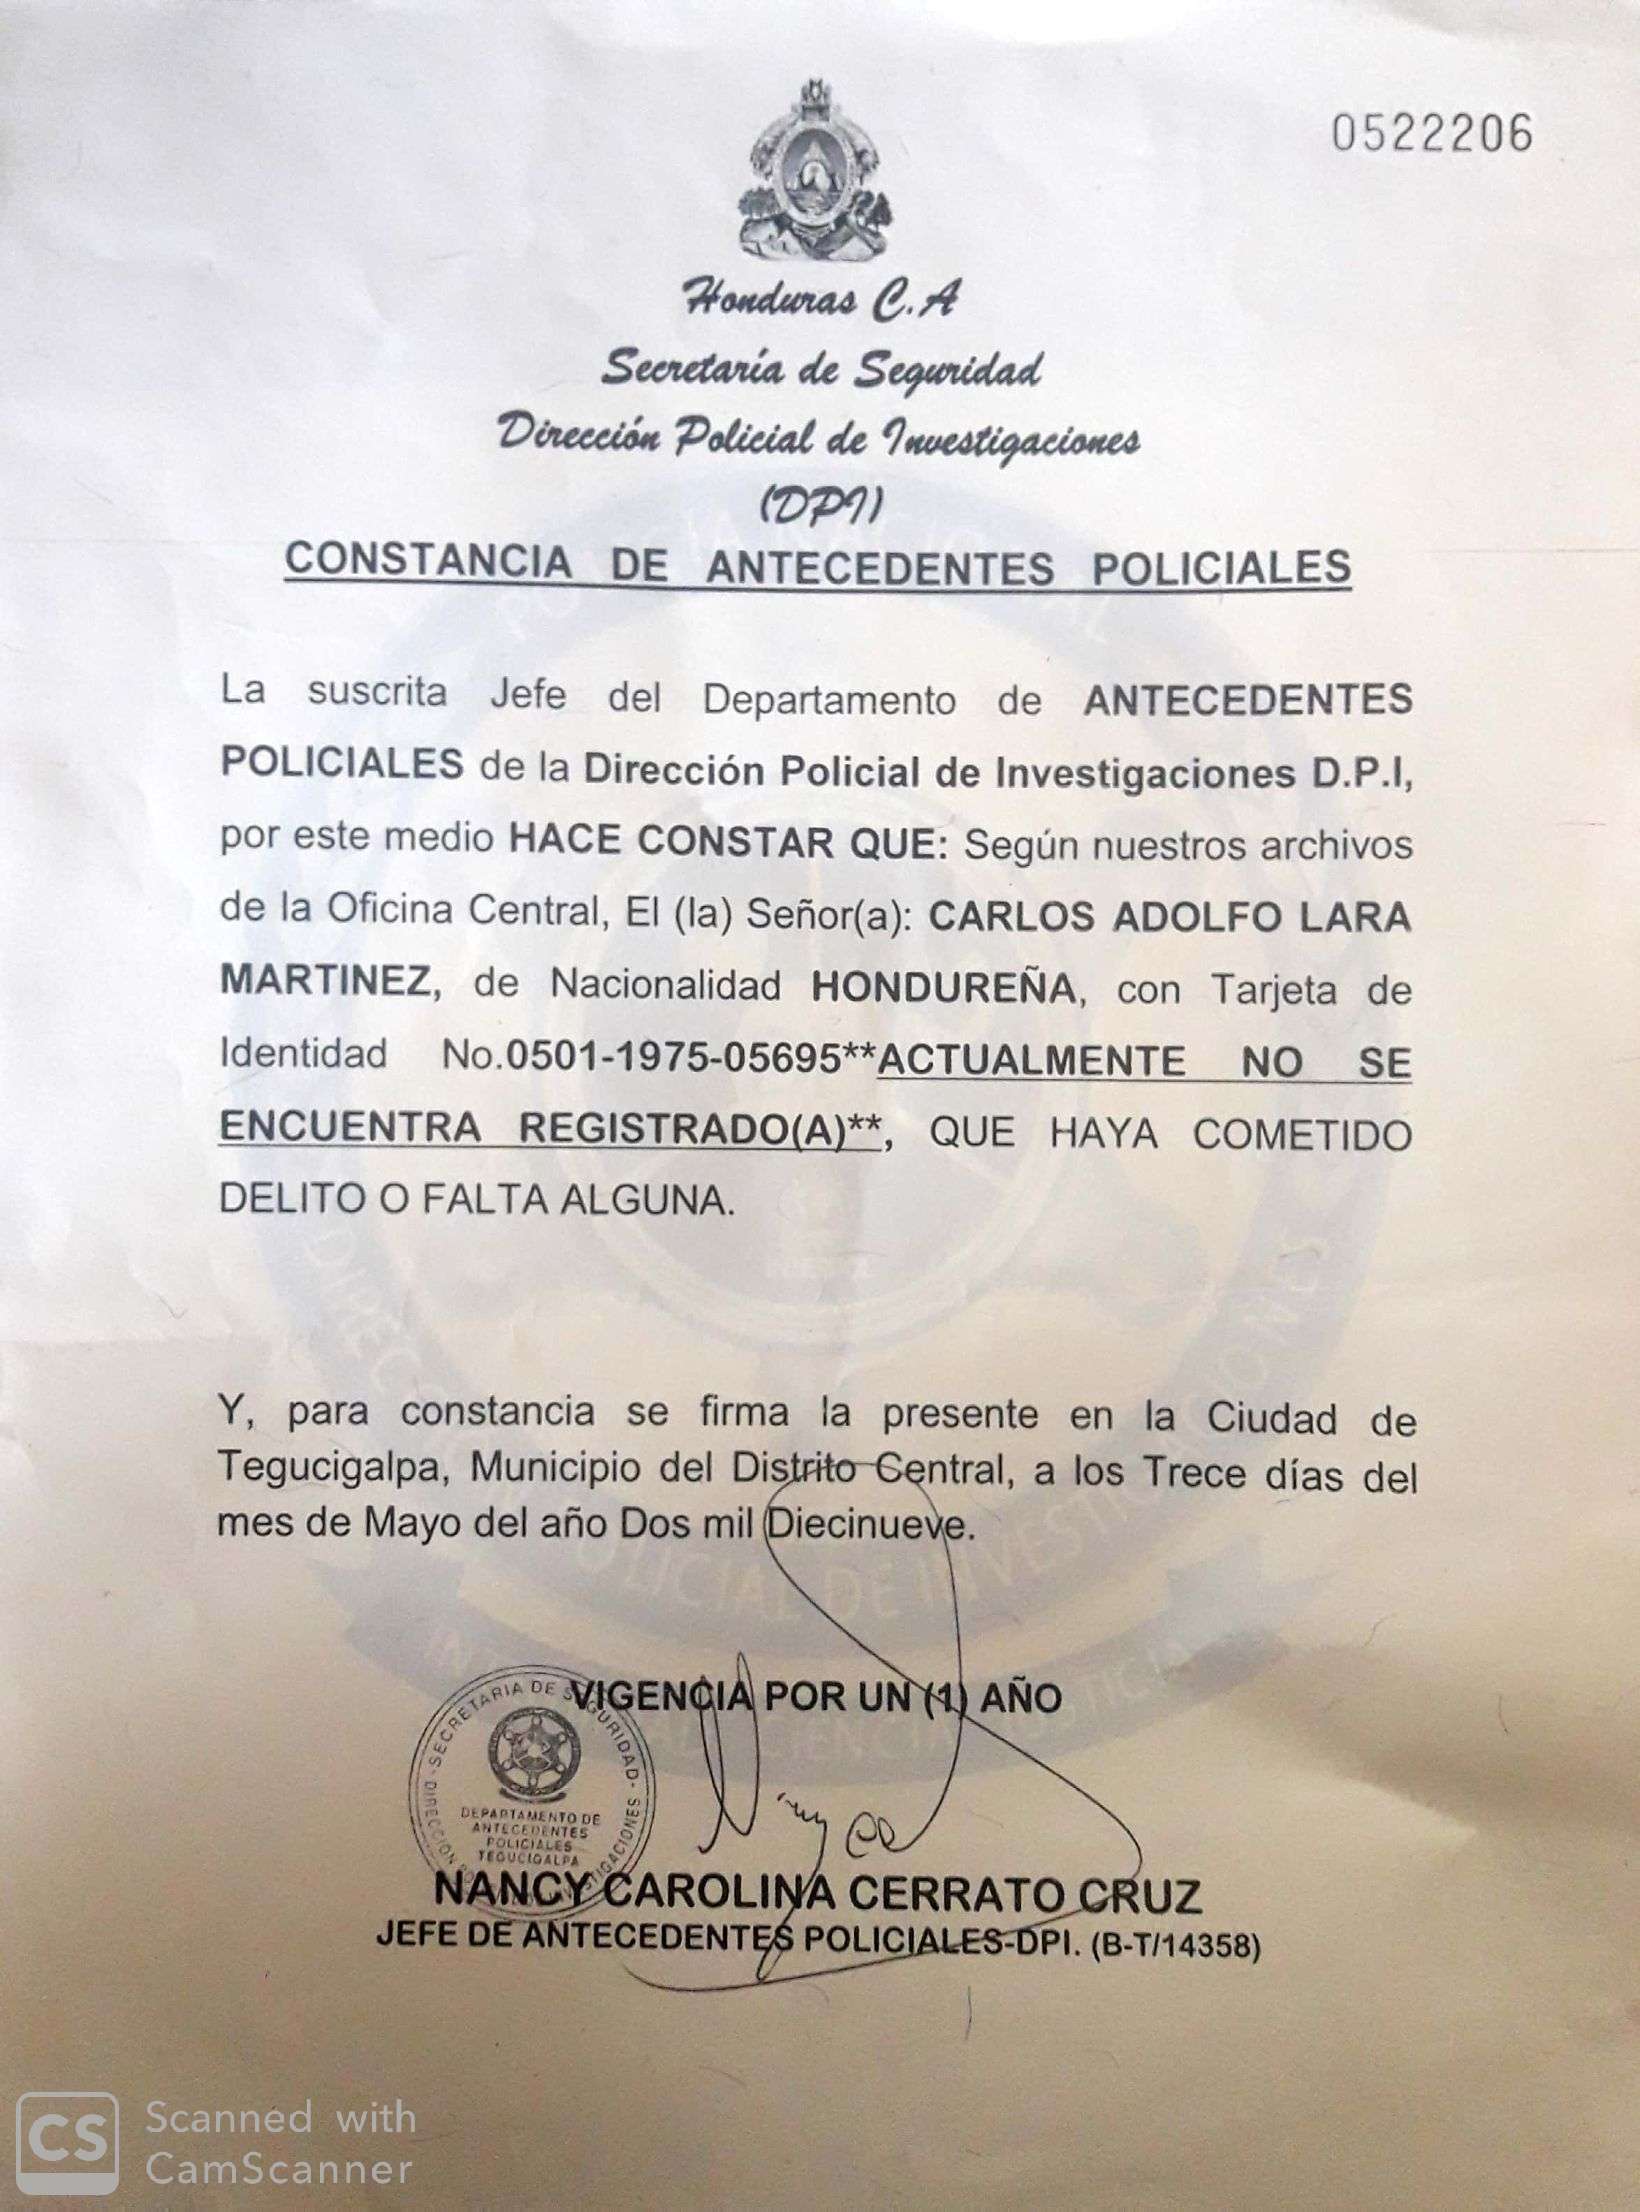 0522206
Honduras C.A
Secretaría de Seguridad
Dirección Policial de Investigaciones
(DPI)
CONSTANCIA DE ANTECEDENTES POLICIALES
La suscrita Jefe del Departamento de ANTECEDENTES
POLICIALES de la Dirección Policial de Investigaciones D.P.I,
por este medio HACE CONSTAR QUE: Según nuestros archivos
de la Oficina Central, El (la) Señor(a): CARLOS ADOLFO LARA
MARTINEZ, de Nacionalidad HONDUREÑA, con Tarjeta de
Identidad No.0501-1975-05695**ACTUALMENTE NO SE
ENCUENTRA REGISTRADO(A)**, QUE HAYA COMETIDO
DELITO O FALTA ALGUNA.
Y, para constancia se firma la presente en la Ciudad de
Tegucigalpa, Municipio del Distrito Central, a los Trece días del
mes de Mayo del año Dos mil Diecinueve.
VIGENCIA POR UN (1) AÑO
SECRETARIA DE SEGURIDAD
DEPARTAMENTO DE
ANTECEDENTES
POLICIALES
TEGUCIGALPA
NANCY CAROLINA CERRATO CRUZ
JEFE DE ANTECEDENTES POLICIALES-DPI. (B-T/14358)
CS Scanned with
CamScanner